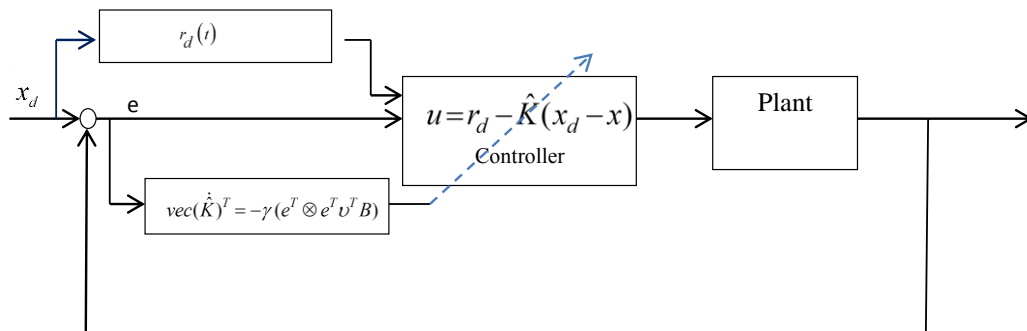 r_d(t)
x_d
e
u = r_d − K̂(x_d − x)
Controller
Plant
vec(K̂̇)^T = −γ(e^T ⊗ e^T υ^T B)